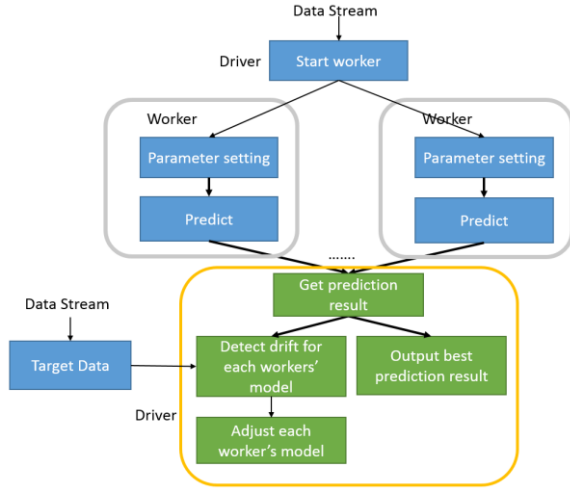 Data Stream
Driver
Start worker
Worker
Worker
Parameter setting
Parameter setting
Predict
Predict
.......
Get prediction
result
Data Stream
Target Data
Detect drift for
each workers'
model
Output best
prediction result
Driver
Adjust each
worker's model